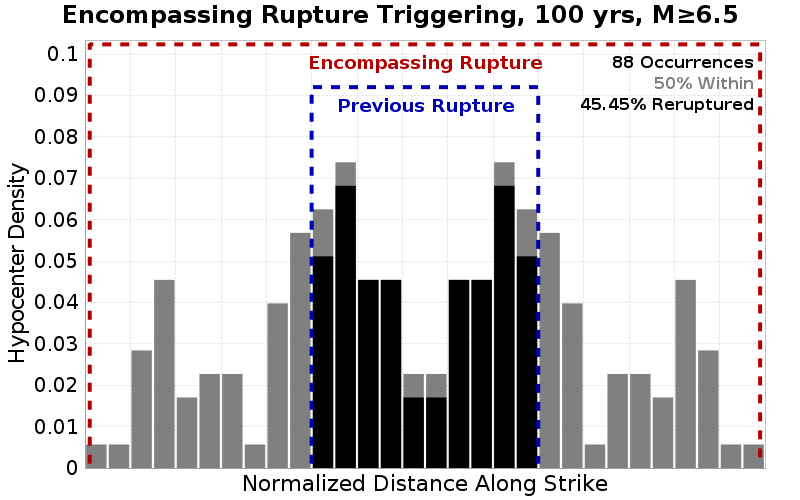 Encompassing Rupture Triggering, 100 yrs, M≥6.5
Encompassing Rupture
88 Occurrences
50% Within
Previous Rupture
45.45% Reruptured
Hypocenter Density
0.1
0.09
0.08
0.07
0.06
0.05
0.04
0.03
0.02
0.01
0
Normalized Distance Along Strike